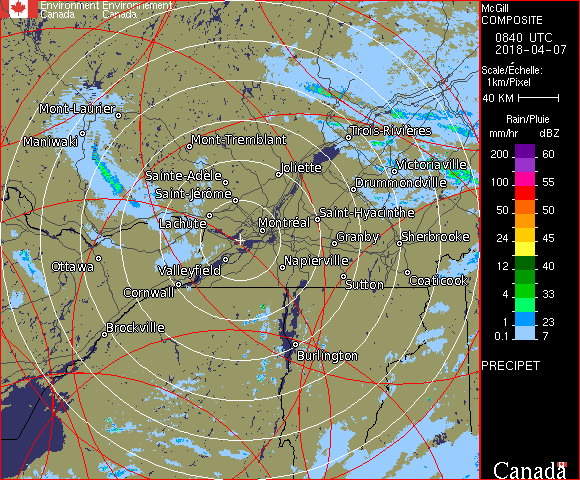 Environment Environnement
Canada Canada
McGill
COMPOSITE
0840 UTC
2018-04-07
Scale/Échelle:
1km/Pixel
40 KM
Rain/Pluie
mm/hr dBZ
200 60
100 55
50 50
24 45
12 40
4 33
1 23
0.1 7
PRECIPET
Canada
Mont-Laurier
Maniwaki
Mont-Tremblant
Trois-Rivières
Sainte-Adèle
Joliette
Victoriaville
Saint-Jérôme
Drummondville
Lachute
Montréal
Saint-Hyacinthe
Ottawa
Valleyfield
Napierville
Granby
Sherbrooke
Cornwall
Sutton
Coaticook
Brockville
Burlington